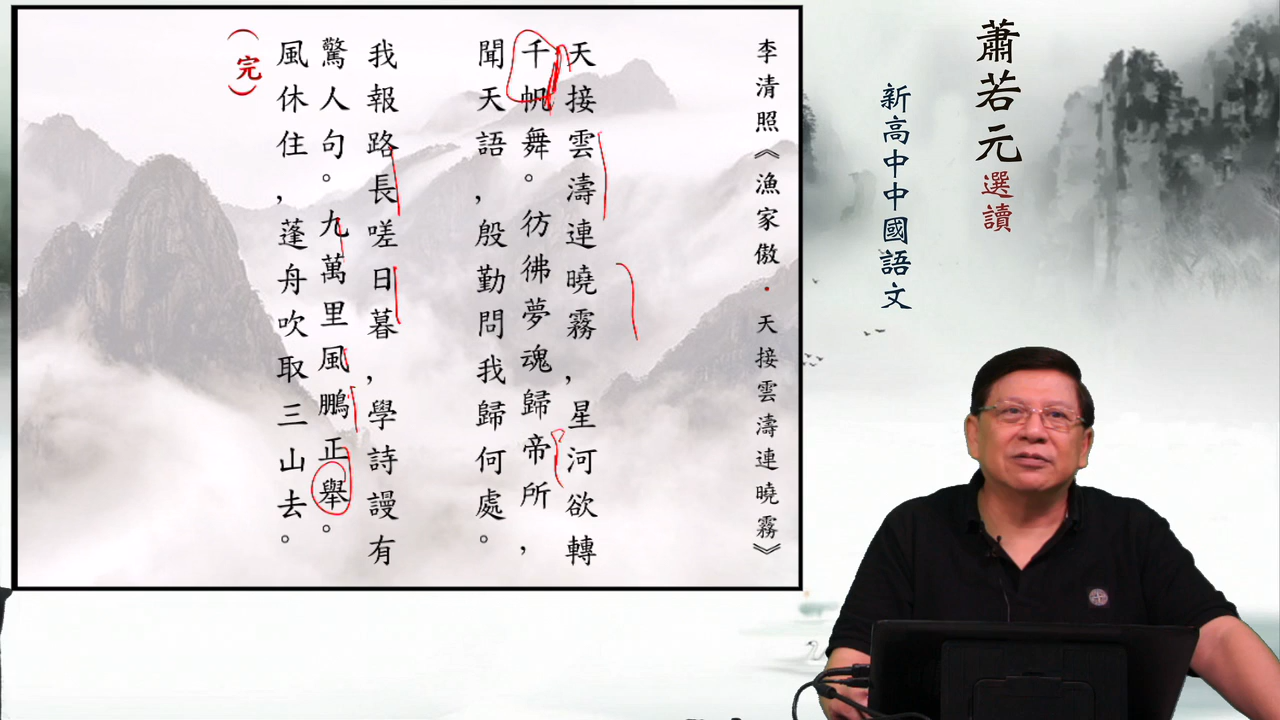 蕭若元選讀
新高中中國語文
李清照《漁家傲·天接雲濤連曉霧》
天接雲濤連曉霧，星河欲轉
千帆舞。彷彿夢魂歸帝所，
聞天語，殷勤問我歸何處。
我報路長嗟日暮，學詩謾有
驚人句。九萬里風鵬正舉。
風休住，蓬舟吹取三山去。
（完）